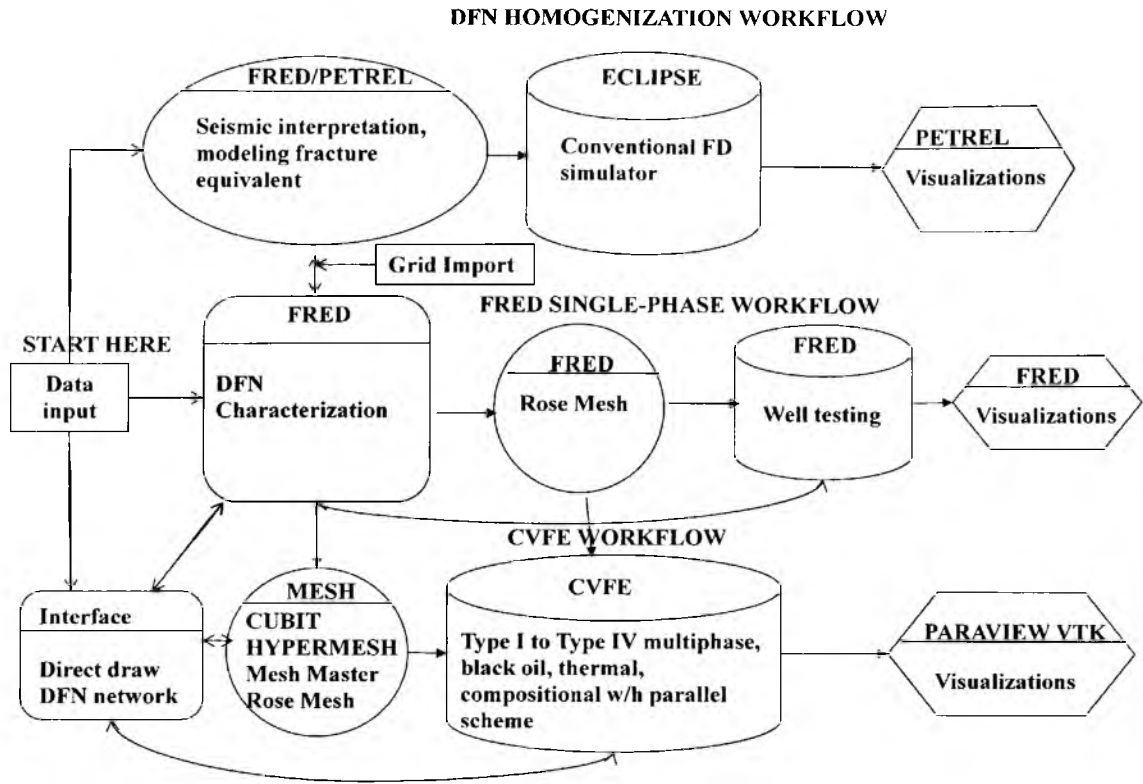 DFN HOMOGENIZATION WORKFLOW
FRED/PETREL
Seismic interpretation,
modeling fracture
equivalent
ECLIPSE
Conventional FD
simulator
PETREL
Visualizations
Grid Import
FRED SINGLE-PHASE WORKFLOW
START HERE
Data
input
FRED
DFN
Characterization
FRED
Rose Mesh
FRED
Well testing
FRED
Visualizations
CVFE WORKFLOW
Interface
Direct draw
DFN network
MESH
CUBIT
HYPERMESH
Mesh Master
Rose Mesh
CVFE
Type I to Type IV multiphase,
black oil, thermal,
compositional w/h parallel
scheme
PARAVIEW VTK
Visualizations